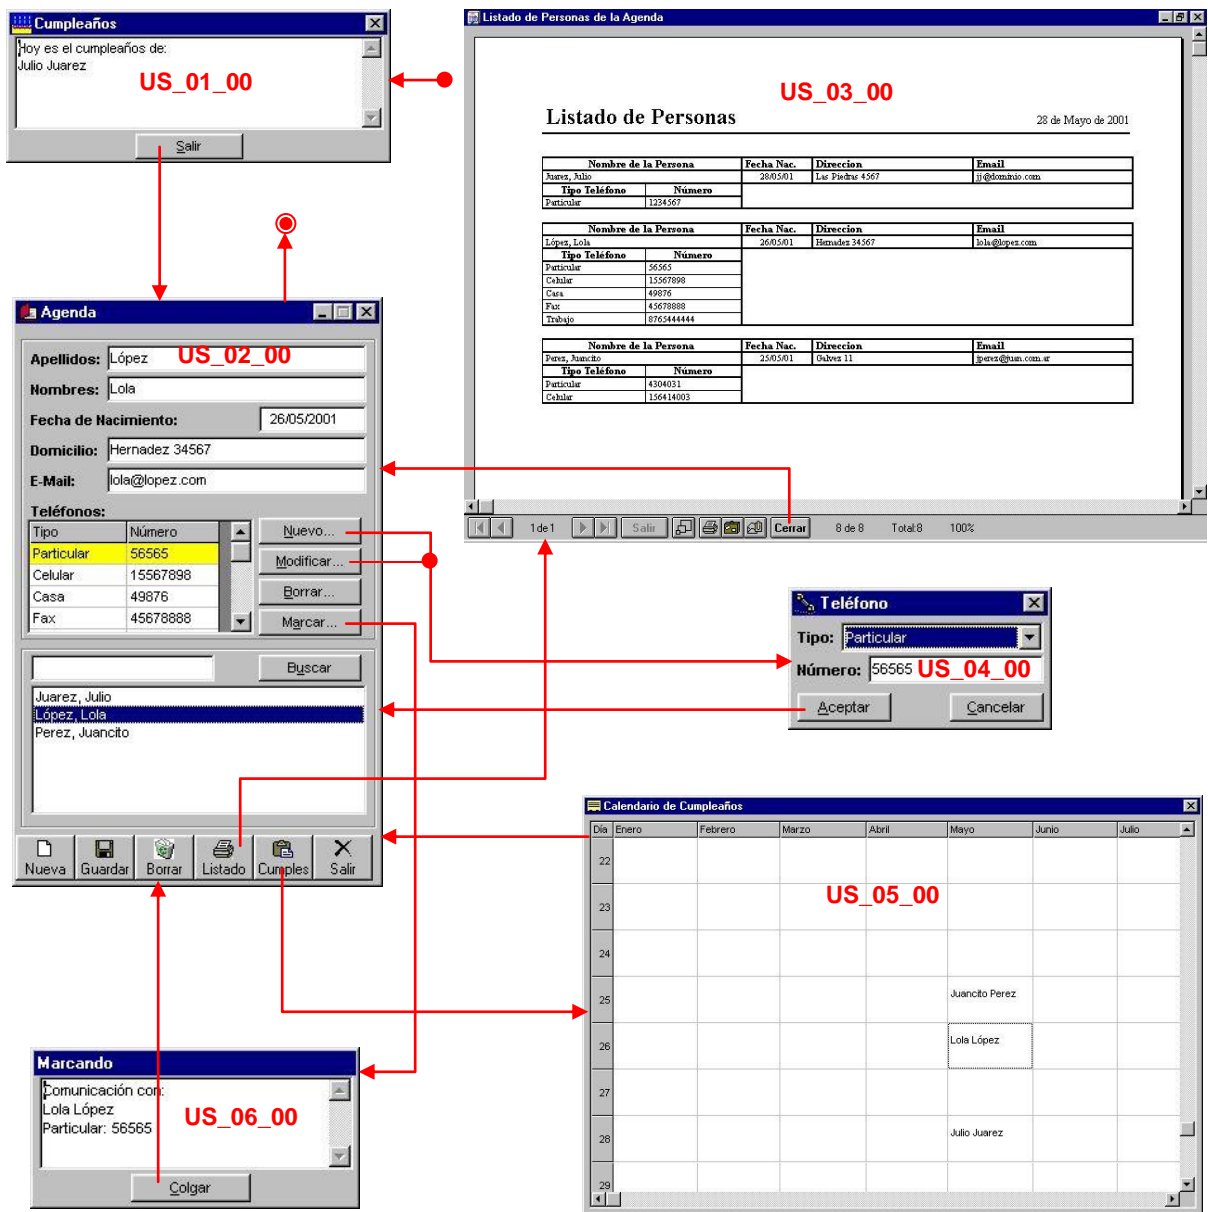 Cumpleaños
Hoy es el cumpleaños de:
Julio Juarez
US_01_00
Salir
Listado de Personas de la Agenda
US_03_00
Listado de Personas
28 de Mayo de 2001
Nombre de la Persona Fecha Nac. Direccion Email
Juarez, Julio 28/05/01 Las Piedras 4567 jj@dominio.com
Tipo Teléfono Número
Particular 1234567
Nombre de la Persona Fecha Nac. Direccion Email
López, Lola 26/05/01 Hernadez 34567 lola@lopez.com
Tipo Teléfono Número
Particular 56565
Celular 15567898
Casa 49876
Fax 45678888
Trabajo 8765444444
Nombre de la Persona Fecha Nac. Direccion Email
Perez, Juancito 25/05/01 Galvez 11 jperez@juan.com.ar
Tipo Teléfono Número
Particular 4304031
Celular 156414003
1 de 1 Salir Cerrar 8 de 8 Total:8 100%
Agenda
Apellidos: López
US_02_00
Nombres: Lola
Fecha de Nacimiento: 26/05/2001
Domicilio: Hernadez 34567
E-Mail: lola@lopez.com
Teléfonos:
Tipo Número
Particular 56565
Celular 15567898
Casa 49876
Fax 45678888
Nuevo...
Modificar...
Borrar...
Marcar...
Buscar
Juarez, Julio
López, Lola
Perez, Juancito
Nueva Guardar Borrar Listado Cumples Salir
Teléfono
Tipo: Particular
Número: 56565
US_04_00
Aceptar Cancelar
Calendario de Cumpleaños
Día Enero Febrero Marzo Abril Mayo Junio Julio
22
US_05_00
23
24
25 Juancito Perez
26 Lola López
27
28 Julio Juarez
29
Marcando
Comunicación con:
Lola López
Particular: 56565
US_06_00
Colgar